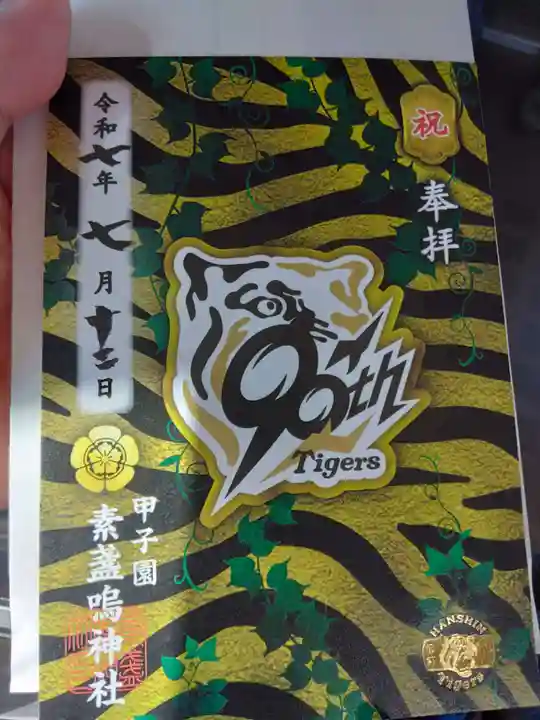 祝
奉拝
90th
Tigers
令和七年 七月十二日
甲子園
素盞嗚神社
HANSHIN
Tigers